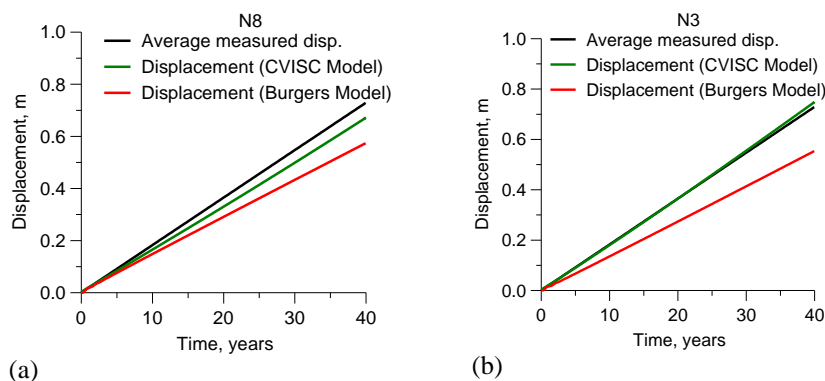 N8
1.0
0.8
0.6
0.4
0.2
0.0
Displacement, m
Average measured disp.
Displacement (CVISC Model)
Displacement (Burgers Model)
0 10 20 30 40
Time, years
(a)
N3
1.0
0.8
0.6
0.4
0.2
0.0
Displacement, m
Average measured disp.
Displacement (CVISC Model)
Displacement (Burgers Model)
0 10 20 30 40
Time, years
(b)